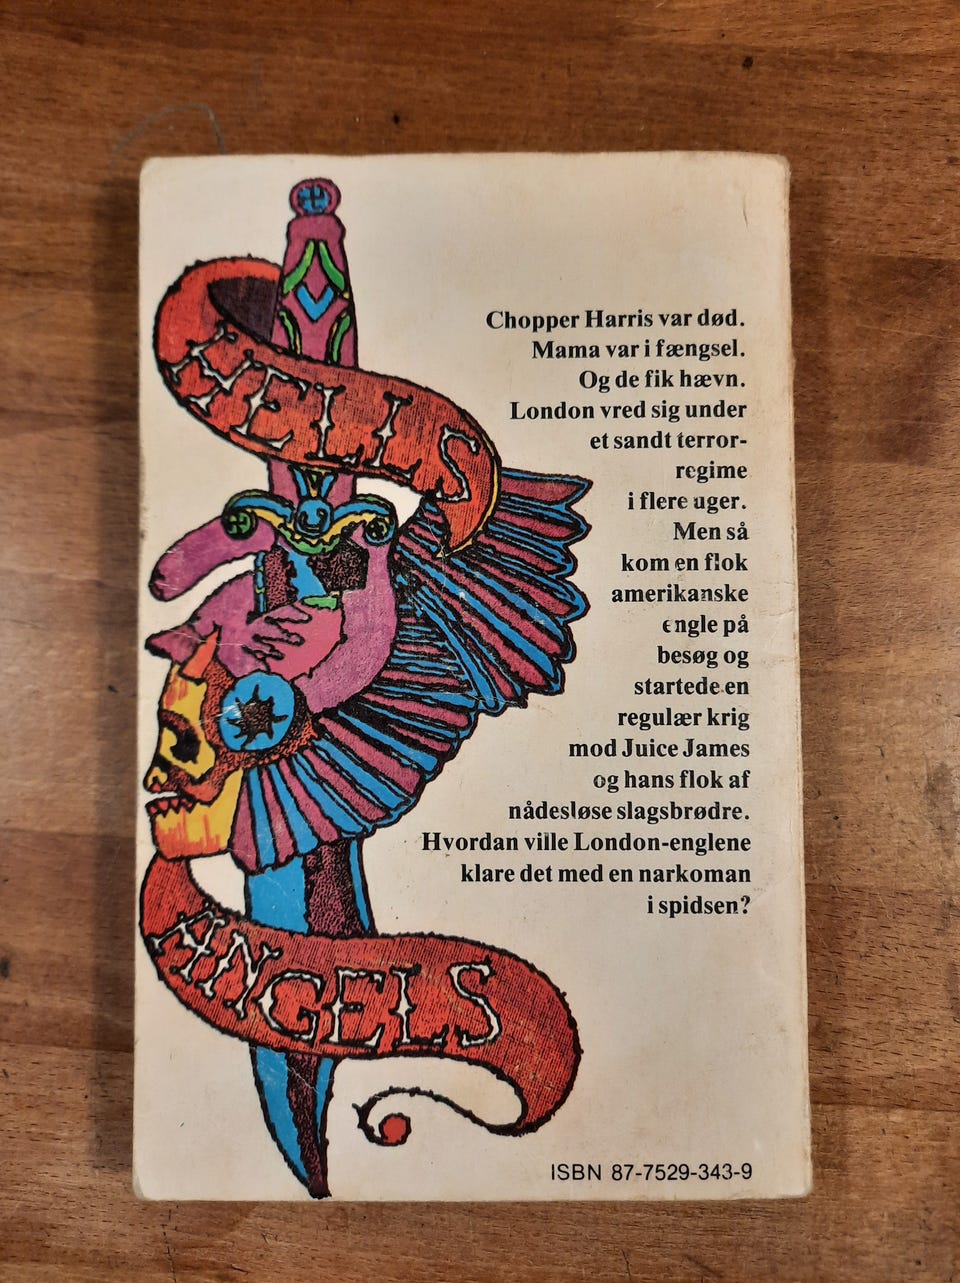 HELLS
ANGELS
Chopper Harris var død.
Mama var i fængsel.
Og de fik hævn.
London vred sig under
et sandt terror-
regime
i flere uger.
Men så
kom en flok
amerikanske
engle på
besøg og
startede en
regulær krig
mod Juice James
og hans flok af
nådesløse slagsbrødre.
Hvordan ville London-englene
klare det med en narkoman
i spidsen?
ISBN 87-7529-343-9